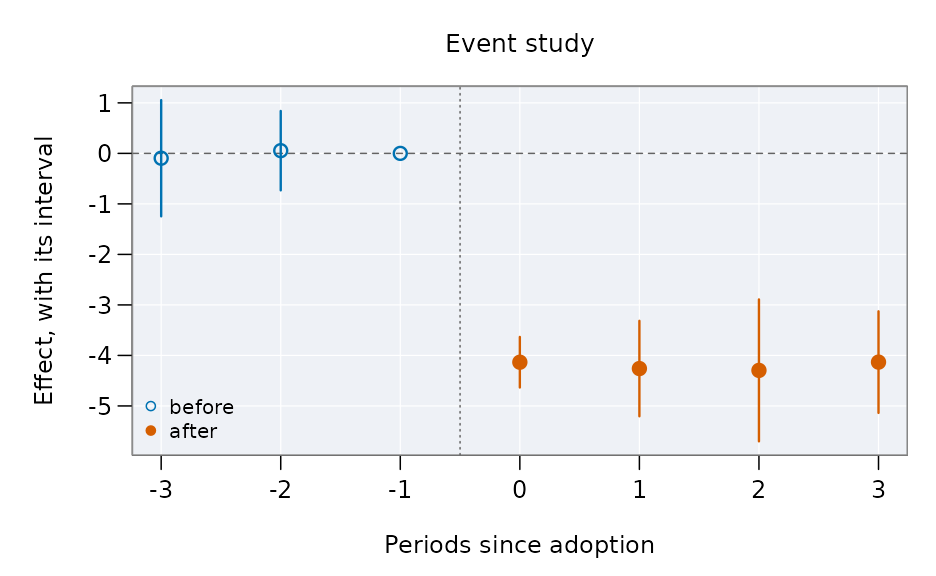 Event study
Effect, with its interval
1
0
-1
-2
-3
-4
-5
before
after
-3 -2 -1 0 1 2 3
Periods since adoption